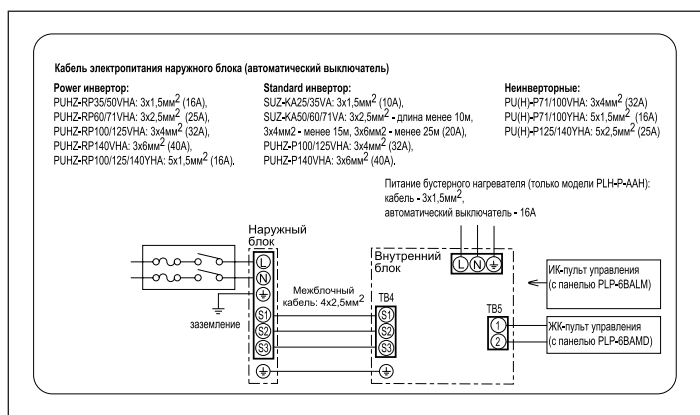 Кабель электропитания наружного блока (автоматический выключатель)
Power инвертор:
PUHZ-RP35/50VHA: 3x1,5мм2 (16A),
PUHZ-RP60/71VHA: 3x2,5мм2 (25A),
PUHZ-RP100/125VHA: 3x4мм2 (32A),
PUHZ-RP140VHA: 3x6мм2 (40A),
PUHZ-RP100/125/140YHA: 5x1,5мм2 (16A).
Standard инвертор:
SUZ-KA25/35VA: 3x1,5мм2 (10A),
SUZ-KA50/60/71VA: 3x2,5мм2 - длина менее 10м,
3x4мм2 - менее 15м, 3x6мм2 - менее 25м (20A),
PUHZ-P100/125VHA: 3x4мм2 (32A),
PUHZ-P140VHA: 3x6мм2 (40A).
Неинверторные:
PU(H)-P71/100VHA: 3x4мм2 (32A)
PU(H)-P71/100YHA: 5x1,5мм2 (16A)
PU(H)-P125/140YHA: 5x2,5мм2 (25A)
Питание бустерного нагревателя (только модели PLH-P-AAH):
кабель - 3x1,5мм2,
автоматический выключатель - 16A
Наружный
блок
L
N
заземление
S1
S2
S3
Межблочный
кабель: 4x2,5мм2
Внутренний
блок
L N
TB4
S1
S2
S3
TB5
1
2
ИК-пульт управления
(с панелью PLP-6BALM)
ЖК-пульт управления
(с панелью PLP-6BAMD)